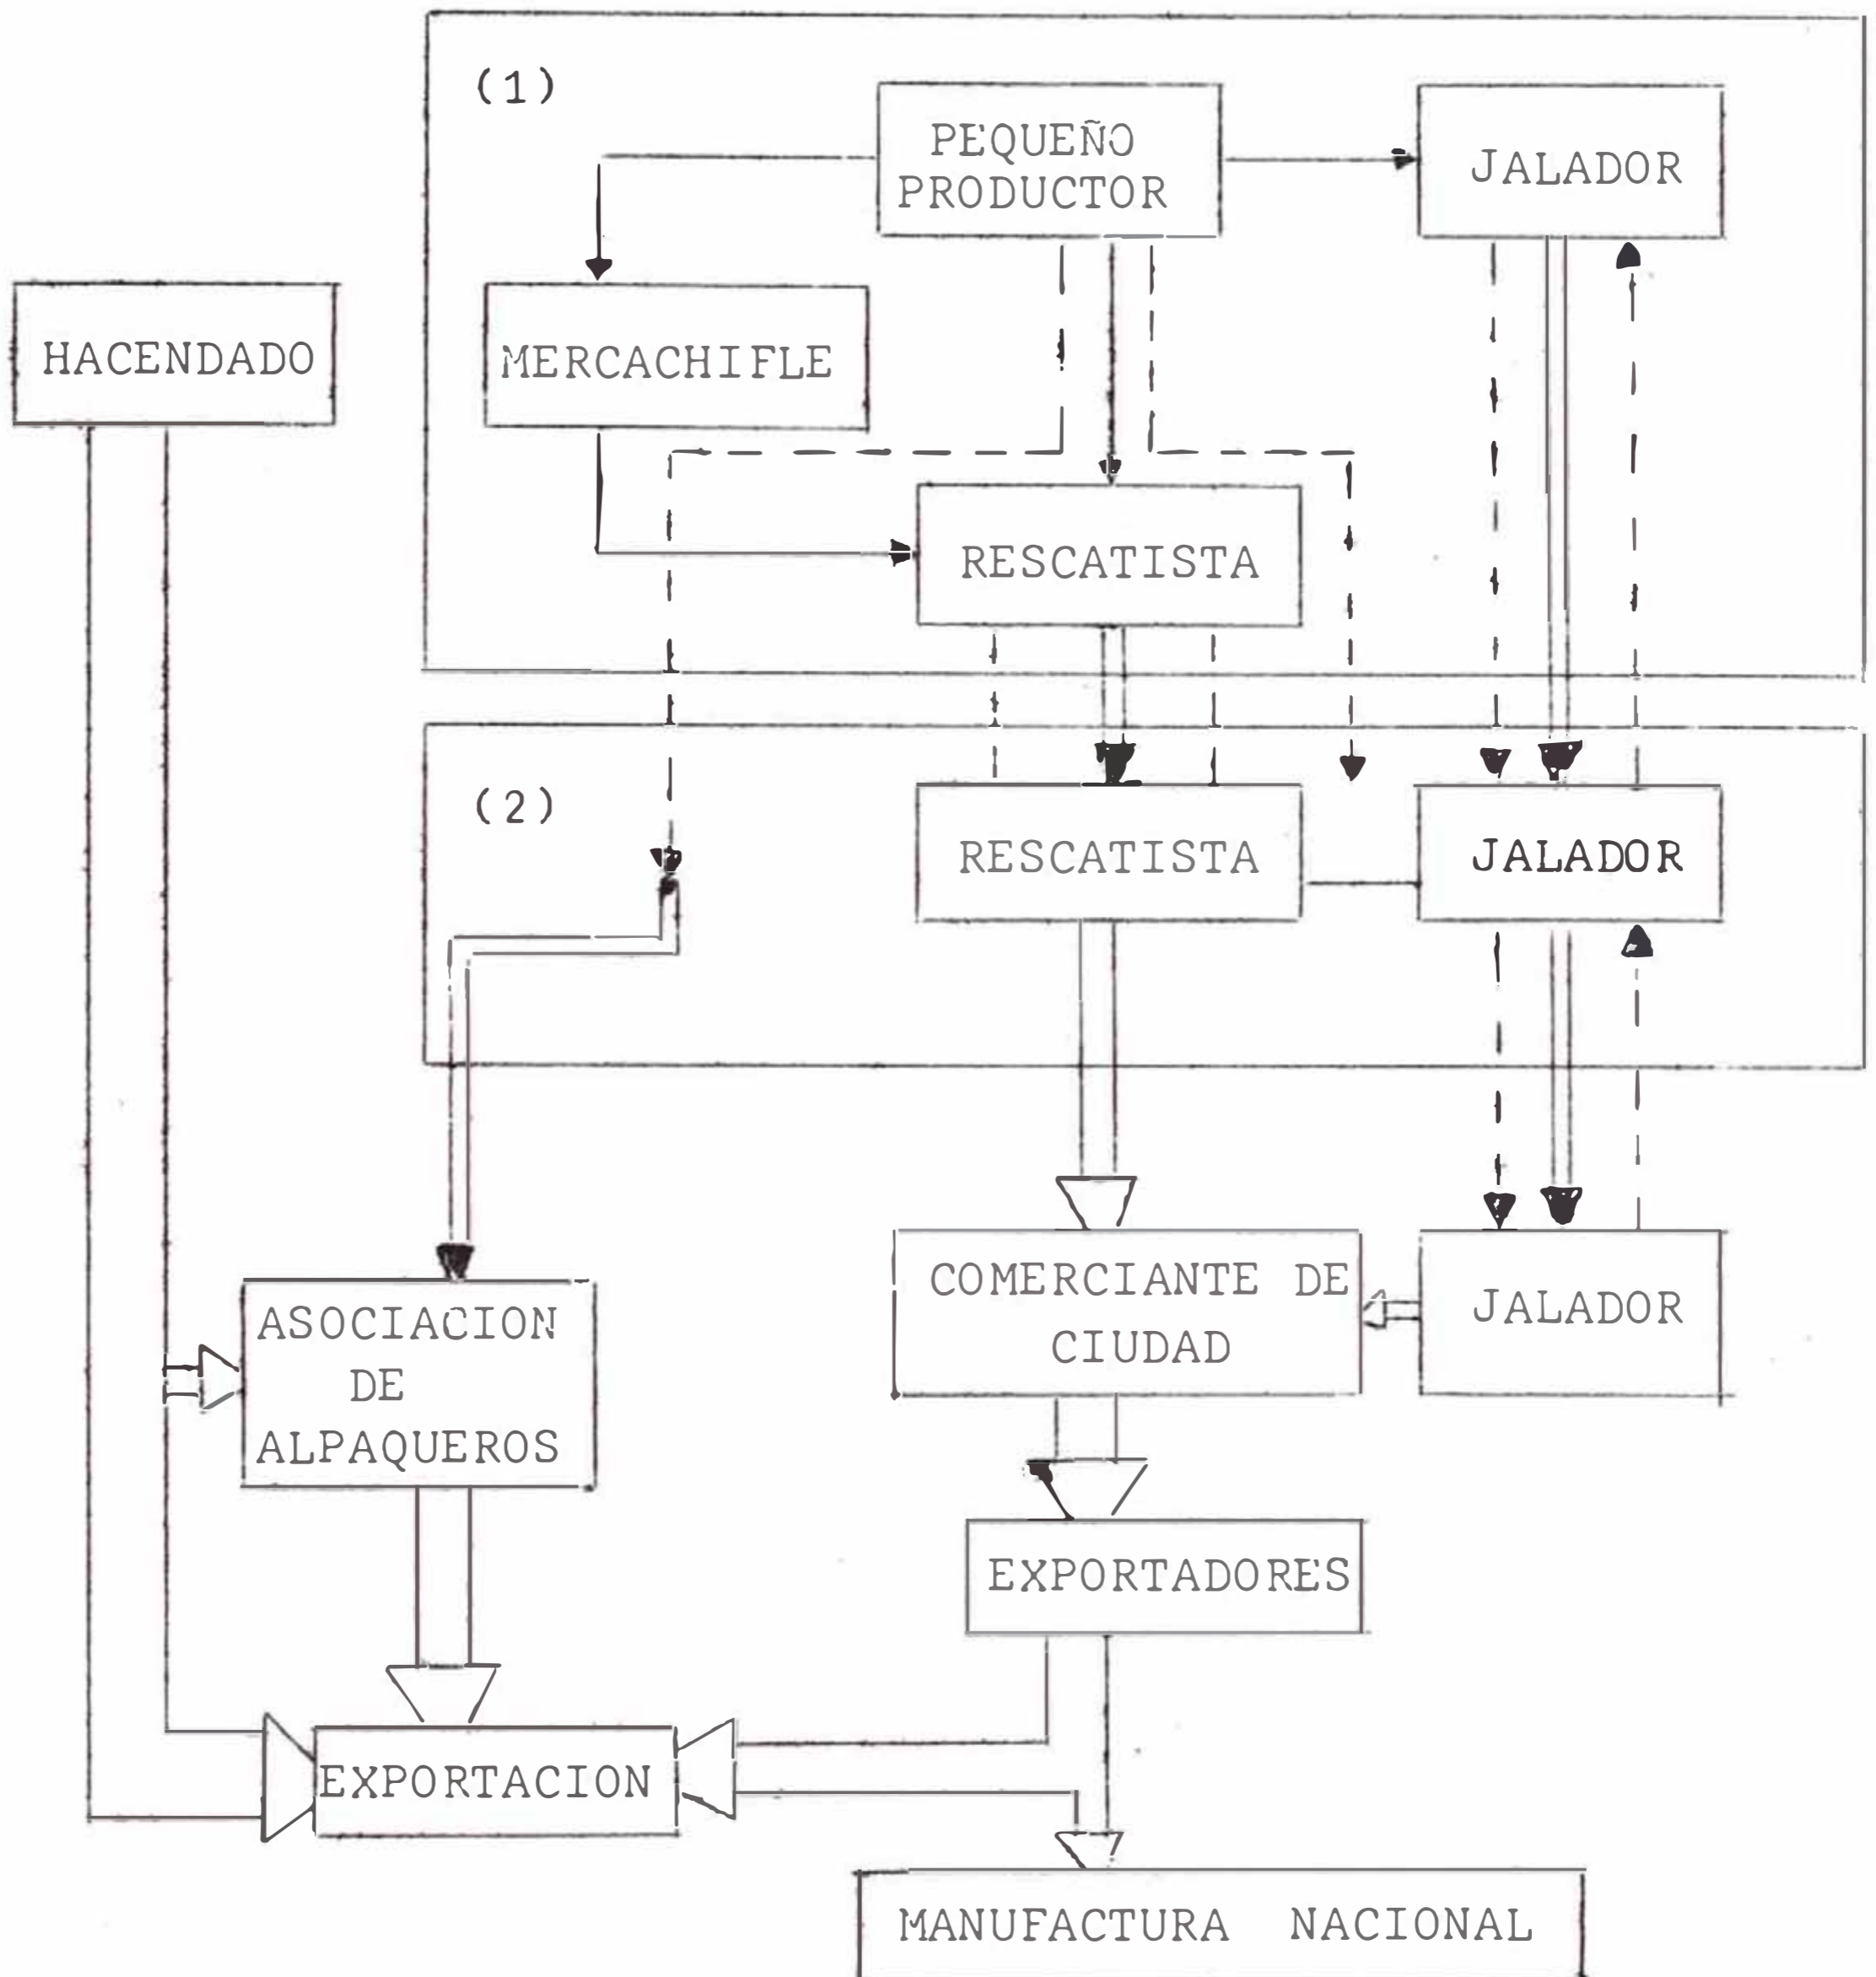 (1)
PEQUEÑO
PRODUCTOR
JALADOR
HACENDADO
MERCACHIFLE
RESCATISTA
(2)
RESCATISTA
JALADOR
ASOCIACION
DE
ALPAQUEROS
COMERCIANTE DE
CIUDAD
JALADOR
EXPORTADORES
EXPORTACION
MANUFACTURA NACIONAL